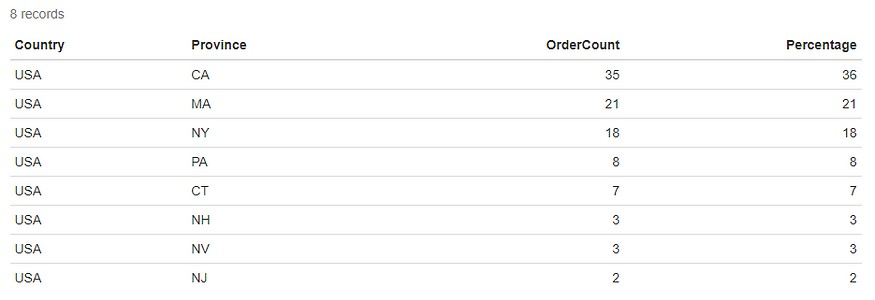 8 records
Country Province OrderCount Percentage
USA CA 35 36
USA MA 21 21
USA NY 18 18
USA PA 8 8
USA CT 7 7
USA NH 3 3
USA NV 3 3
USA NJ 2 2